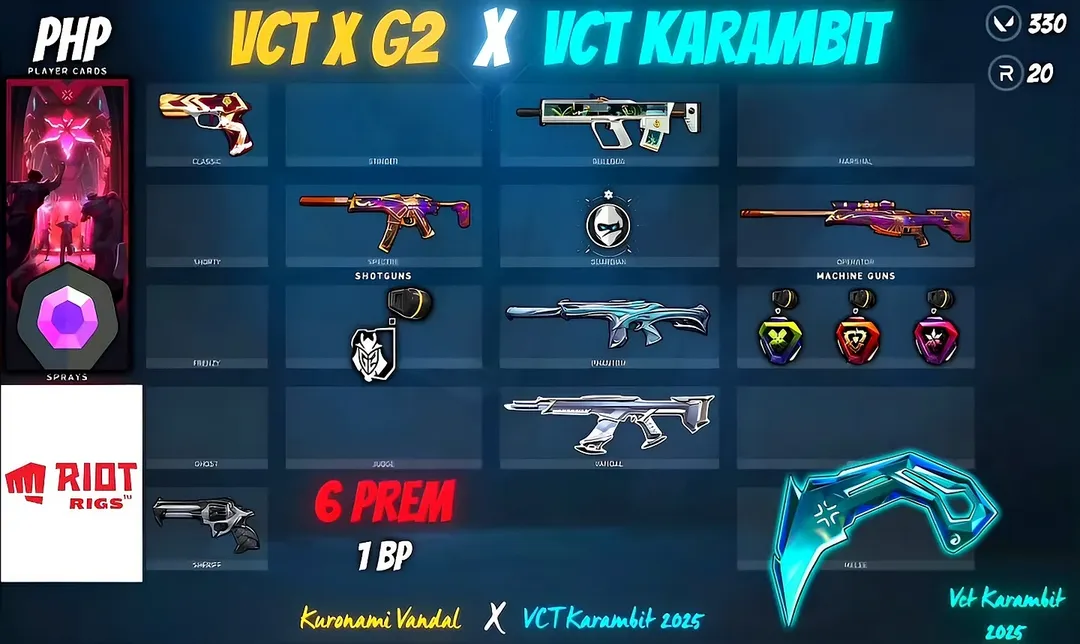 PHP
VCT X G2 X VCT KARAMBIT
330
R 20
PLAYER CARDS
CLASSIC
STINGER
BULLDOG
MARSHAL
SHORTY
SPECTRE
GUARDIAN
OPERATOR
SHOTGUNS
MACHINE GUNS
FRENZY
PHANTOM
SPRAYS
GHOST
JUDGE
VANDAL
RIOT
RIGS
6 PREM
SHERIFF
1 BP
MELEE
Kuronami Vandal X VCT Karambit 2025
Vct Karambit
2025